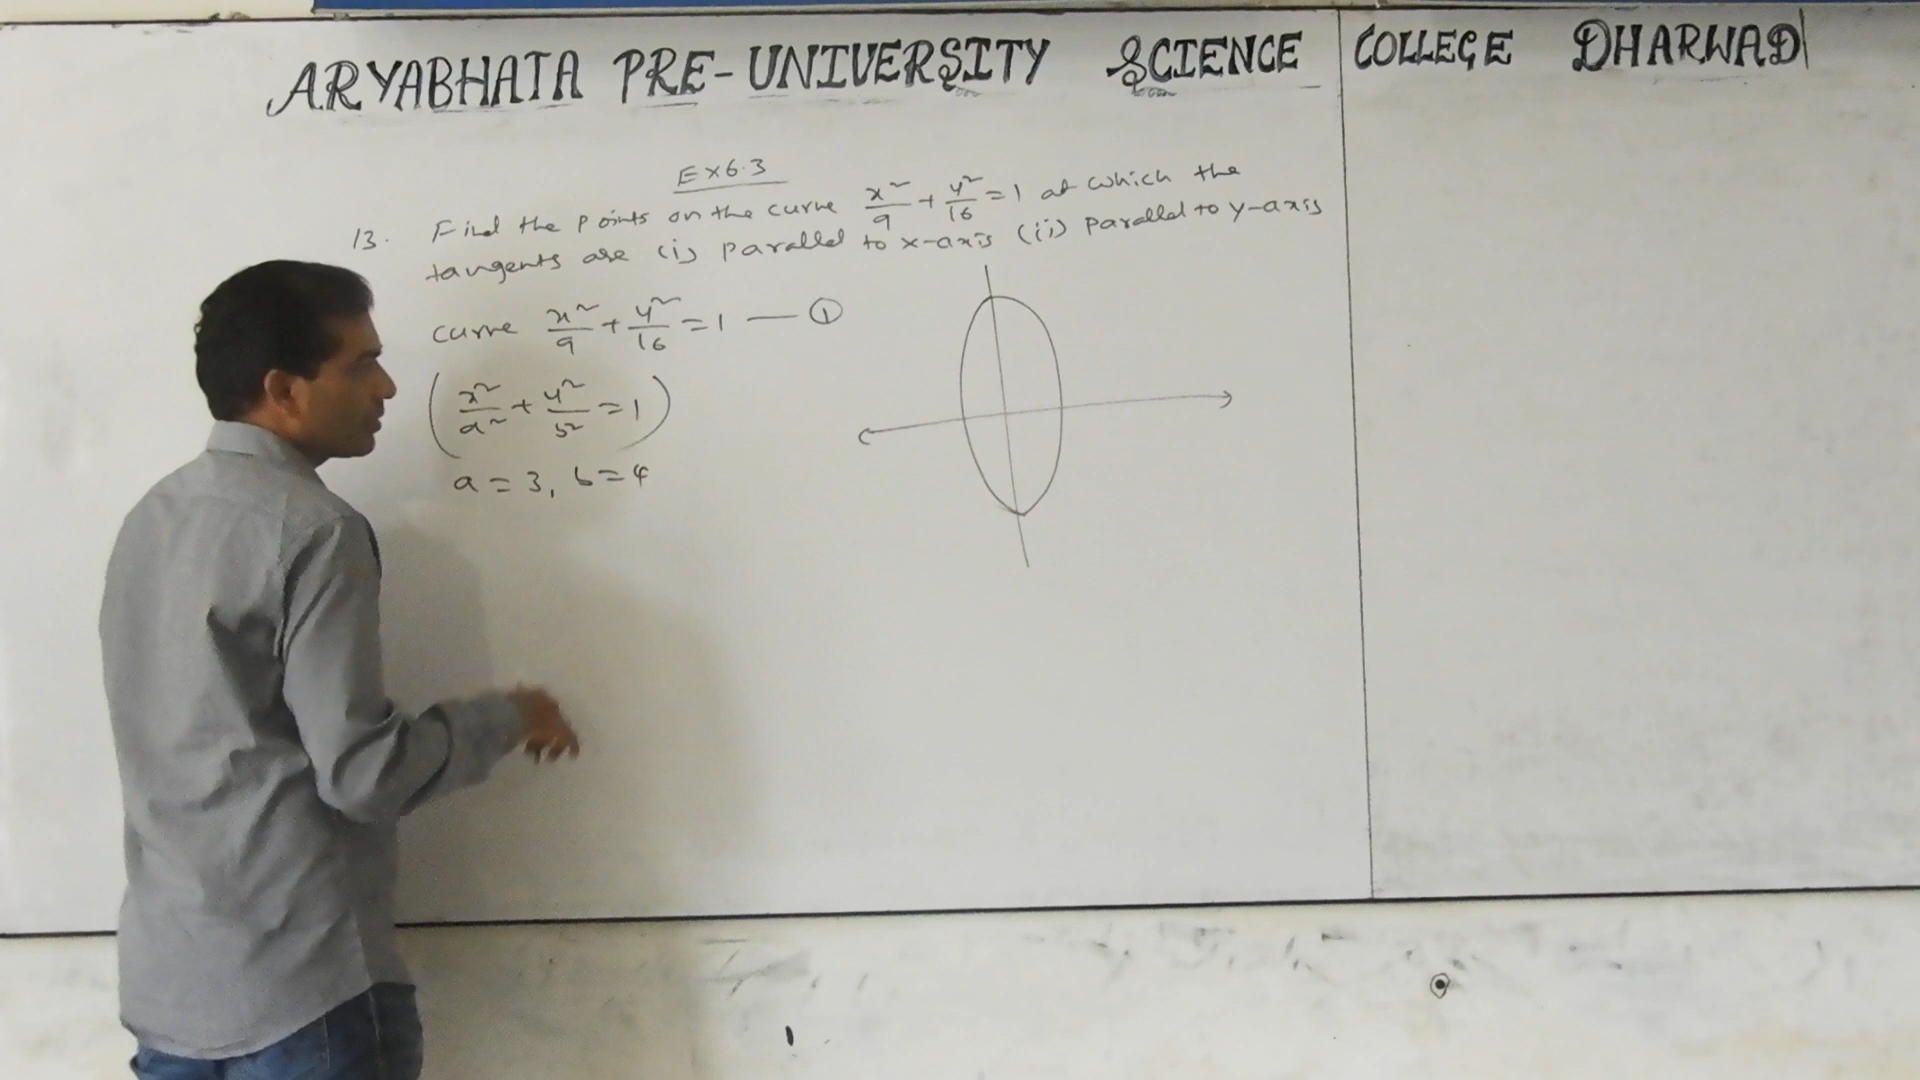 ARYABHATA PRE-UNIVERSITY SCIENCE COLLEGE DHARWAD
Ex 6.3
13. Find the points on the curve x²/9 + y²/16 = 1 at which the
tangents are (i) parallel to x-axis (ii) parallel to y-axis
curve x²/9 + y²/16 = 1 — ①
(x²/a² + y²/b² = 1)
a = 3, b = 4